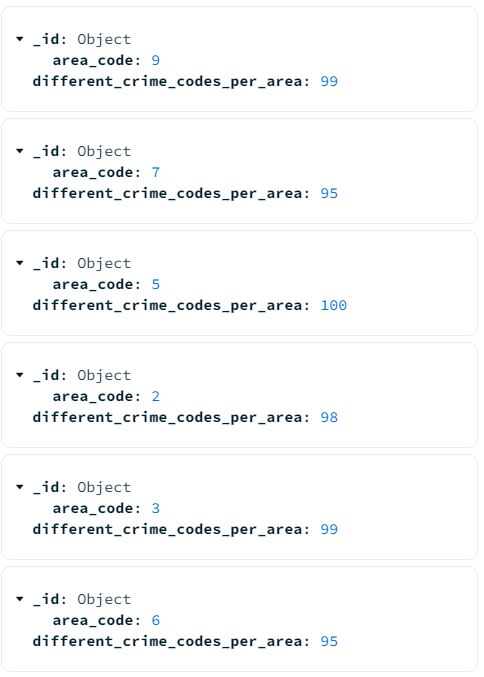 _id: Object
area_code: 9
different_crime_codes_per_area: 99
_id: Object
area_code: 7
different_crime_codes_per_area: 95
_id: Object
area_code: 5
different_crime_codes_per_area: 100
_id: Object
area_code: 2
different_crime_codes_per_area: 98
_id: Object
area_code: 3
different_crime_codes_per_area: 99
_id: Object
area_code: 6
different_crime_codes_per_area: 95